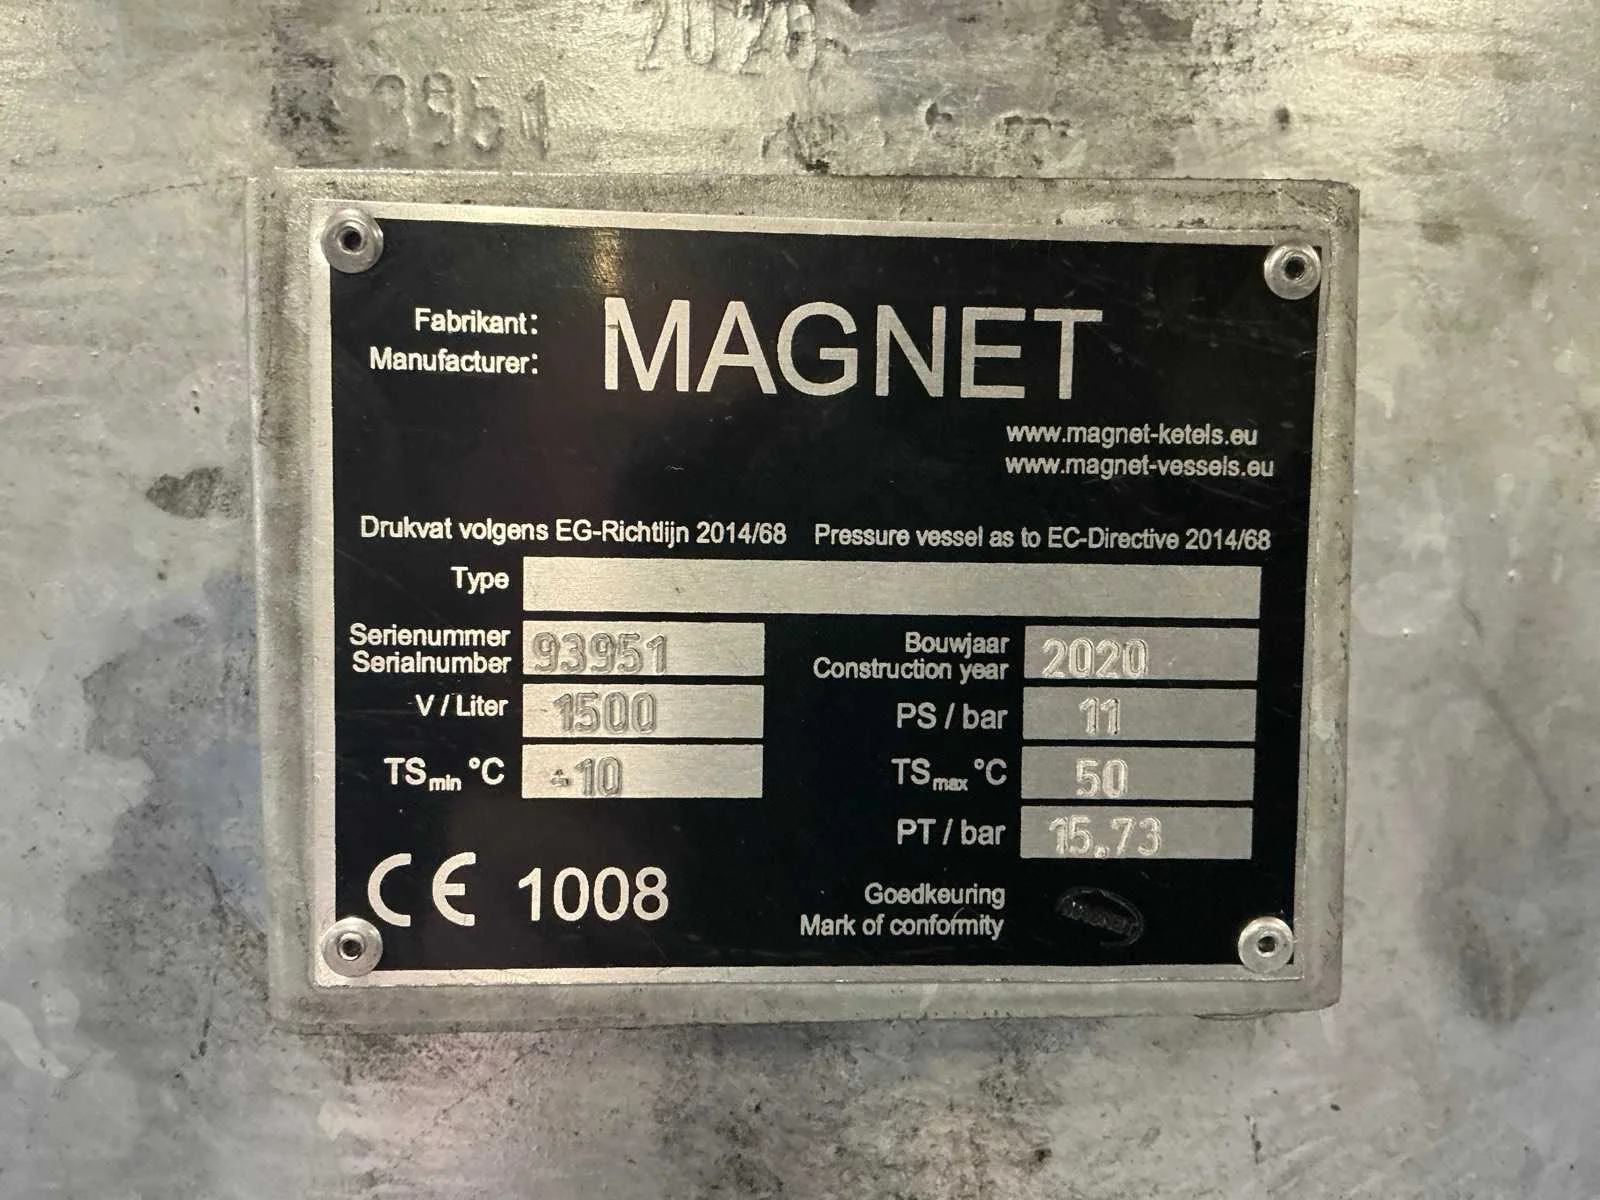 2020
3951
Fabrikant:
Manufacturer:
MAGNET
www.magnet-ketels.eu
www.magnet-vessels.eu
Drukvat volgens EG-Richtlijn 2014/68 Pressure vessel as to EC-Directive 2014/68
Type
Serienummer
Serialnumber
93951
Bouwjaar
Construction year
2020
V / Liter 1500
PS / bar 11
TSmin °C -10
TSmax °C 50
PT / bar 15,73
CE 1008
Goedkeuring
Mark of conformity
MAGNET